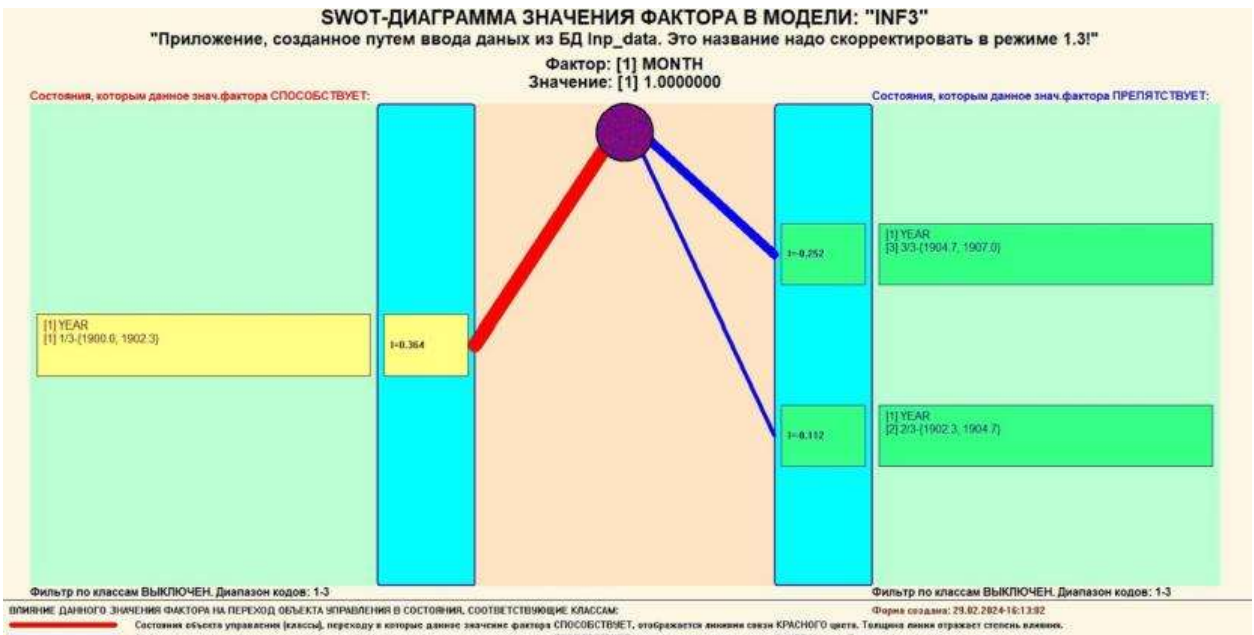 SWOT-ДИАГРАММА ЗНАЧЕНИЯ ФАКТОРА В МОДЕЛИ: "INF3"
"Приложение, созданное путем ввода даных из БД Inp_data. Это название надо скорректировать в режиме 1.3!"
Фактор: [1] MONTH
Значение: [1] 1.0000000
Состояния, которым данное знач.фактора СПОСОБСТВУЕТ:
Состояния, которым данное знач.фактора ПРЕПЯТСТВУЕТ:
I=-0.252
[1] YEAR
[3] 3/3-{1904.7, 1907.0}
[1] YEAR
[1] 1/3-{1900.0, 1902.3}
I=0.364
I=-0.112
[1] YEAR
[2] 2/3-{1902.3, 1904.7}
Фильтр по классам ВЫКЛЮЧЕН. Диапазон кодов: 1-3
Фильтр по классам ВЫКЛЮЧЕН. Диапазон кодов: 1-3
ВЛИЯНИЕ ДАННОГО ЗНАЧЕНИЯ ФАКТОРА НА ПЕРЕХОД ОБЪЕКТА УПРАВЛЕНИЯ В СОСТОЯНИЯ, СООТВЕТСТВУЮЩИЕ КЛАССАМ:
Форма создана: 29.02.2024-16:13:02
Состояния объекта управления (классы), переходу в которые данное значение фактора СПОСОБСТВУЕТ, отображается линиями связи КРАСНОГО цвета. Толщина линии отражает степень влияния.